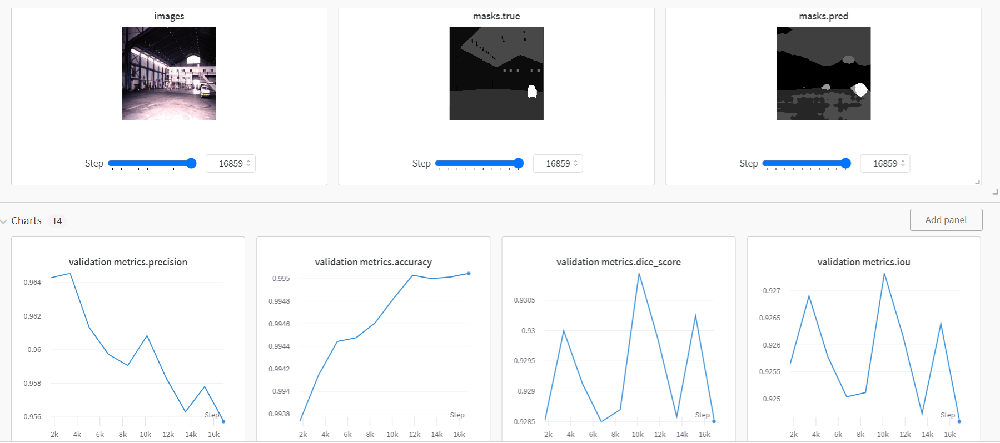 images
masks.true
masks.pred
Step 16859
Step 16859
Step 16859
Charts 14
Add panel
validation metrics.precision
0.964
0.962
0.96
0.958
0.956
Step
2k 4k 6k 8k 10k 12k 14k 16k
validation metrics.accuracy
0.995
0.9948
0.9946
0.9944
0.9942
0.994
0.9938
Step
2k 4k 6k 8k 10k 12k 14k 16k
validation metrics.dice_score
0.9305
0.93
0.9295
0.929
0.9285
Step
2k 4k 6k 8k 10k 12k 14k 16k
validation metrics.iou
0.927
0.9265
0.926
0.9255
0.925
Step
2k 4k 6k 8k 10k 12k 14k 16k